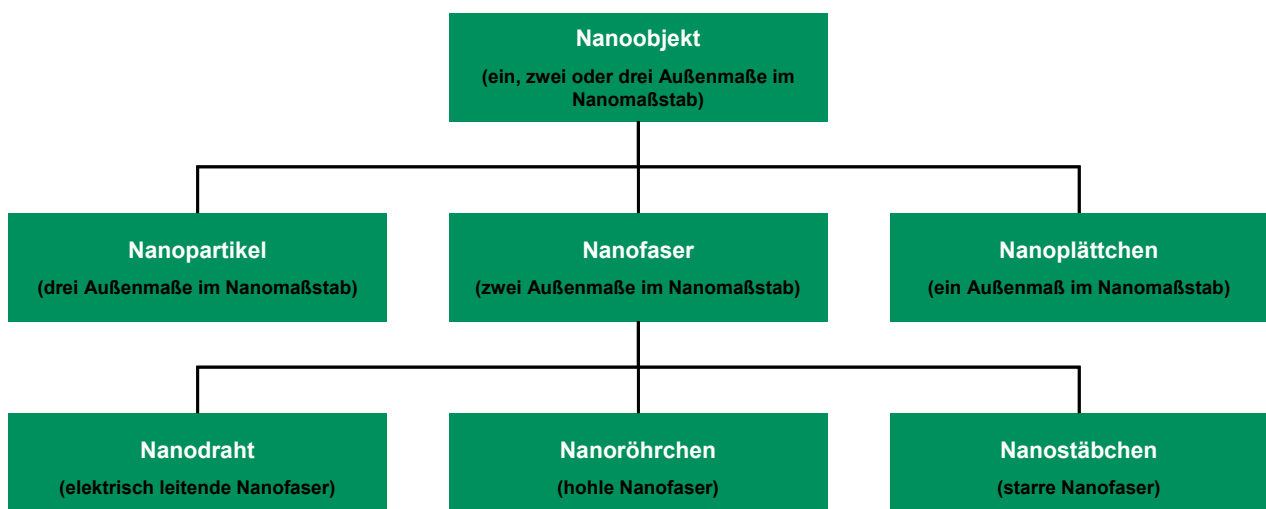 Nanoobjekt
(ein, zwei oder drei Außenmaße im
Nanomaßstab)
Nanopartikel
(drei Außenmaße im Nanomaßstab)
Nanofaser
(zwei Außenmaße im Nanomaßstab)
Nanoplättchen
(ein Außenmaß im Nanomaßstab)
Nanodraht
(elektrisch leitende Nanofaser)
Nanoröhrchen
(hohle Nanofaser)
Nanostäbchen
(starre Nanofaser)